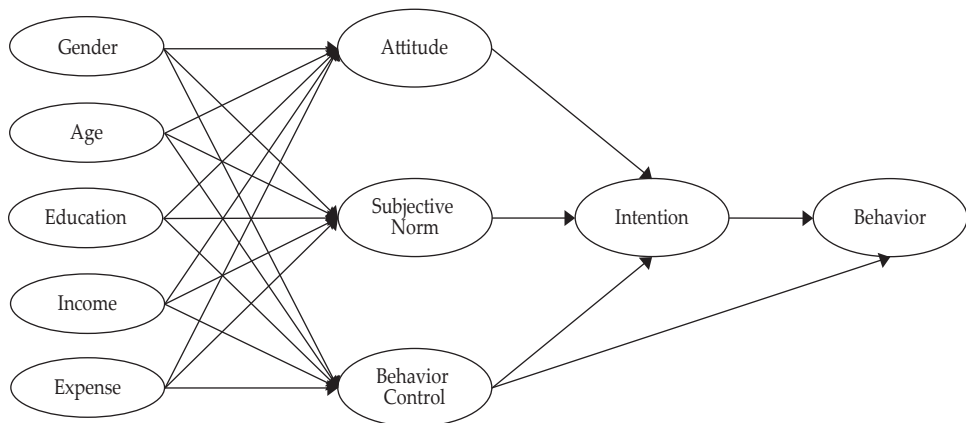 Gender
Age
Education
Income
Expense
Attitude
Subjective
Norm
Behavior
Control
Intention
Behavior